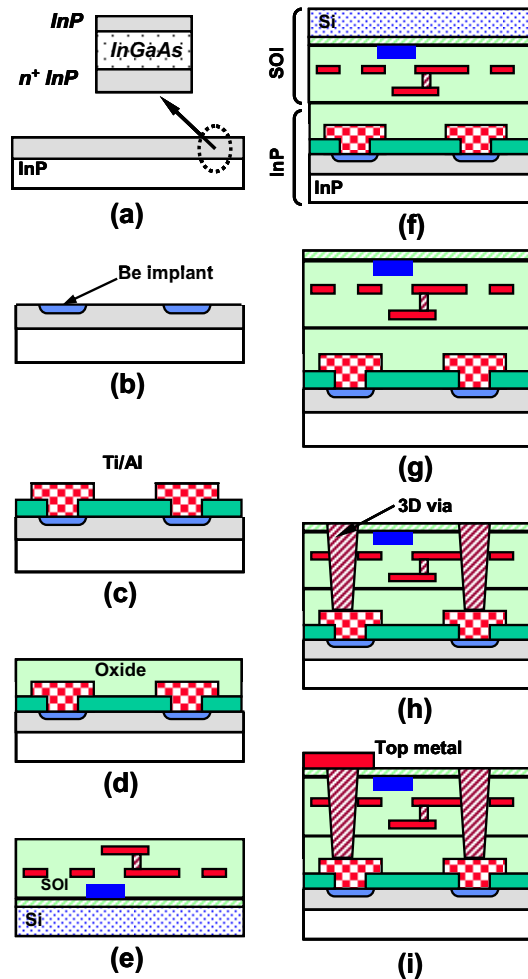 InP
InGaAs
n+ InP
InP
(a)
Be implant
(b)
Ti/Al
(c)
Oxide
(d)
SOI
Si
(e)
Si
SOI
InP
InP
(f)
(g)
3D via
(h)
Top metal
(i)